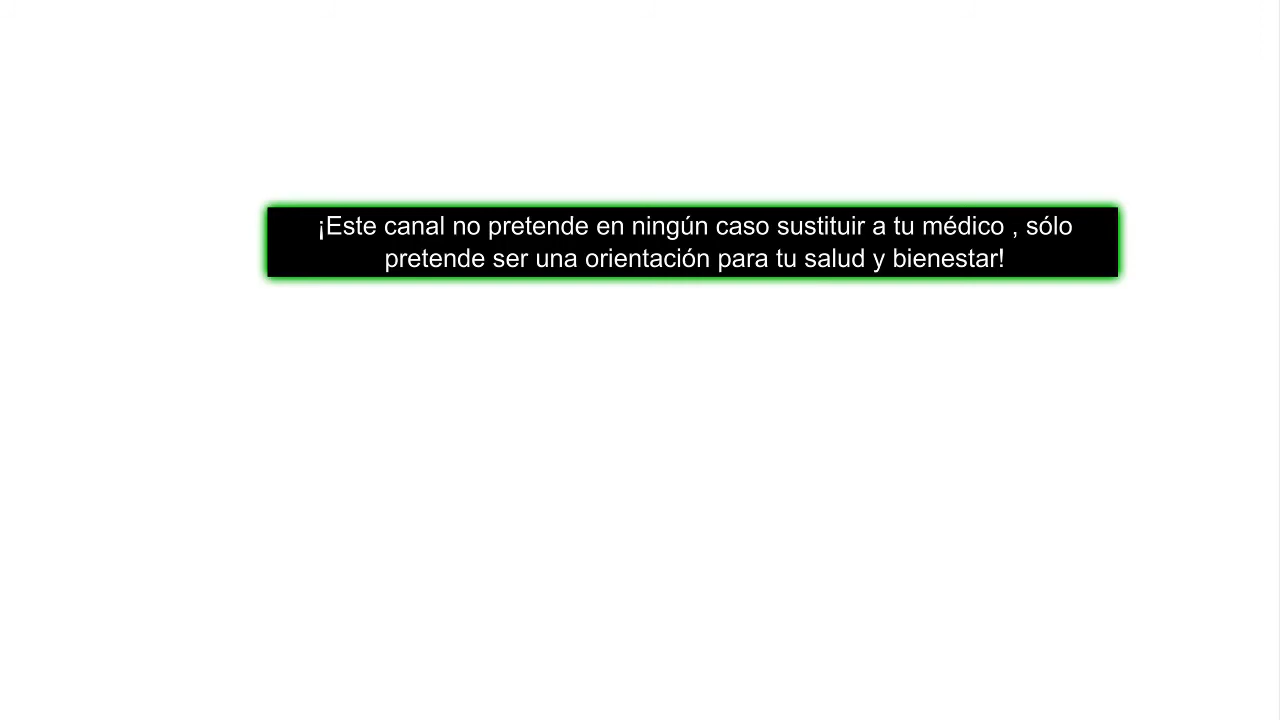 ¡Este canal no pretende en ningún caso sustituir a tu médico , sólo
pretende ser una orientación para tu salud y bienestar!